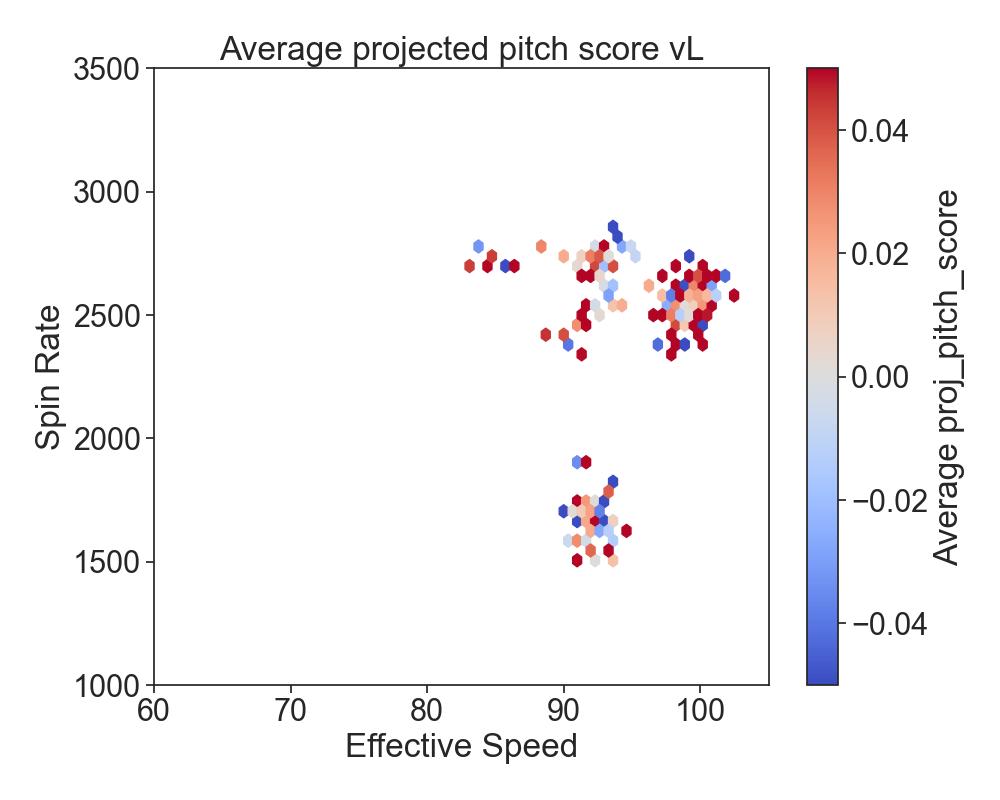 Average projected pitch score vL
3500
3000
2500
2000
1500
1000
Spin Rate
60 70 80 90 100
Effective Speed
0.04
0.02
0.00
−0.02
−0.04
Average proj_pitch_score